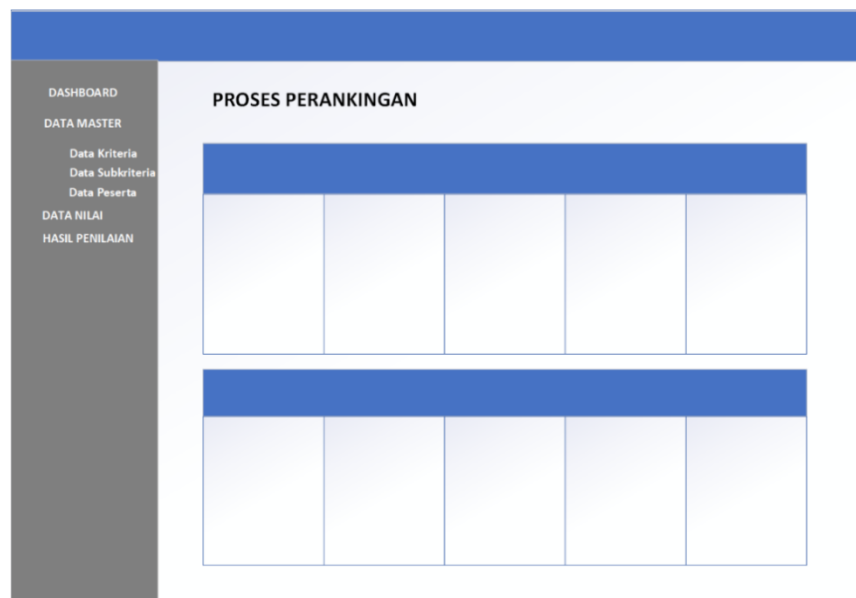 DASHBOARD
DATA MASTER
Data Kriteria
Data Subkriteria
Data Peserta
DATA NILAI
HASIL PENILAIAN
PROSES PERANKINGAN